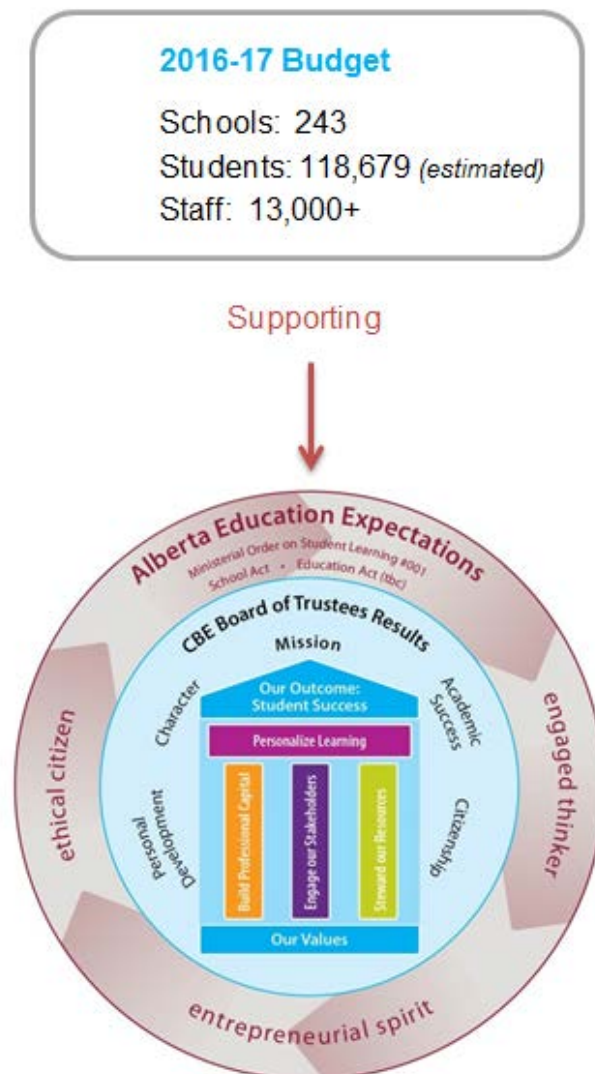 2016-17 Budget
Schools: 243
Students: 118,679 (estimated)
Staff: 13,000+
Supporting
Alberta Education Expectations
Ministerial Order on Student Learning #001
School Act • Education Act (tbc)
CBE Board of Trustees Results
Mission
Character
Academic
Success
Our Outcome:
Student Success
Personalize Learning
Build Professional Capital
Engage our Stakeholders
Steward our Resources
Personal
Development
Citizenship
Our Values
ethical citizen
engaged thinker
entrepreneurial spirit